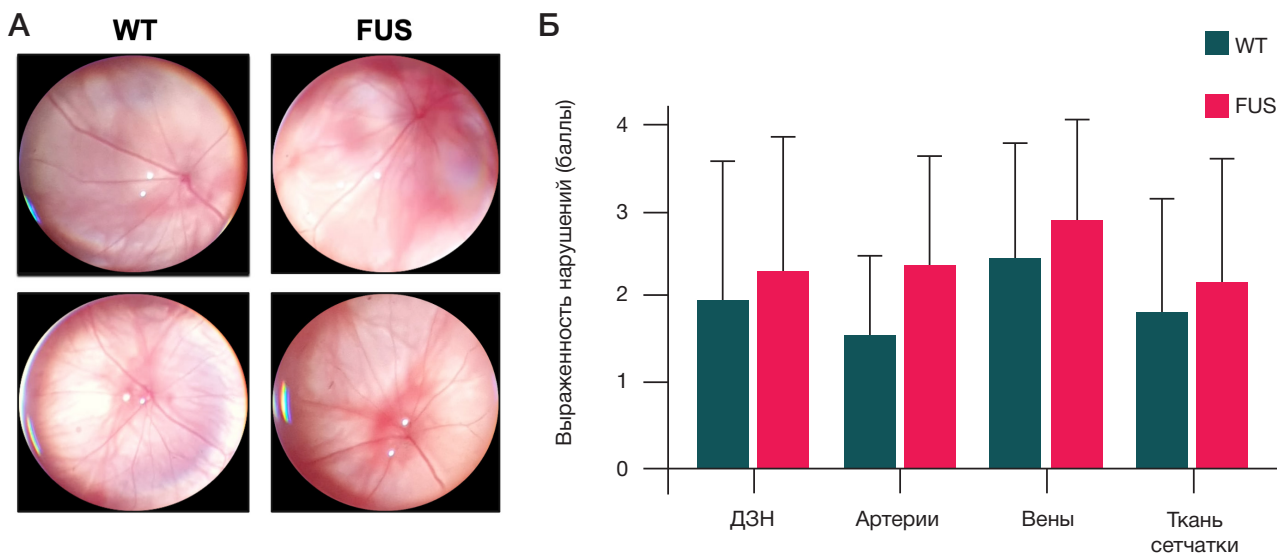 А
WT
FUS
Б
WT
FUS
Выраженность нарушений (баллы)
4
3
2
1
0
ДЗН
Артерии
Вены
Ткань
сетчатки